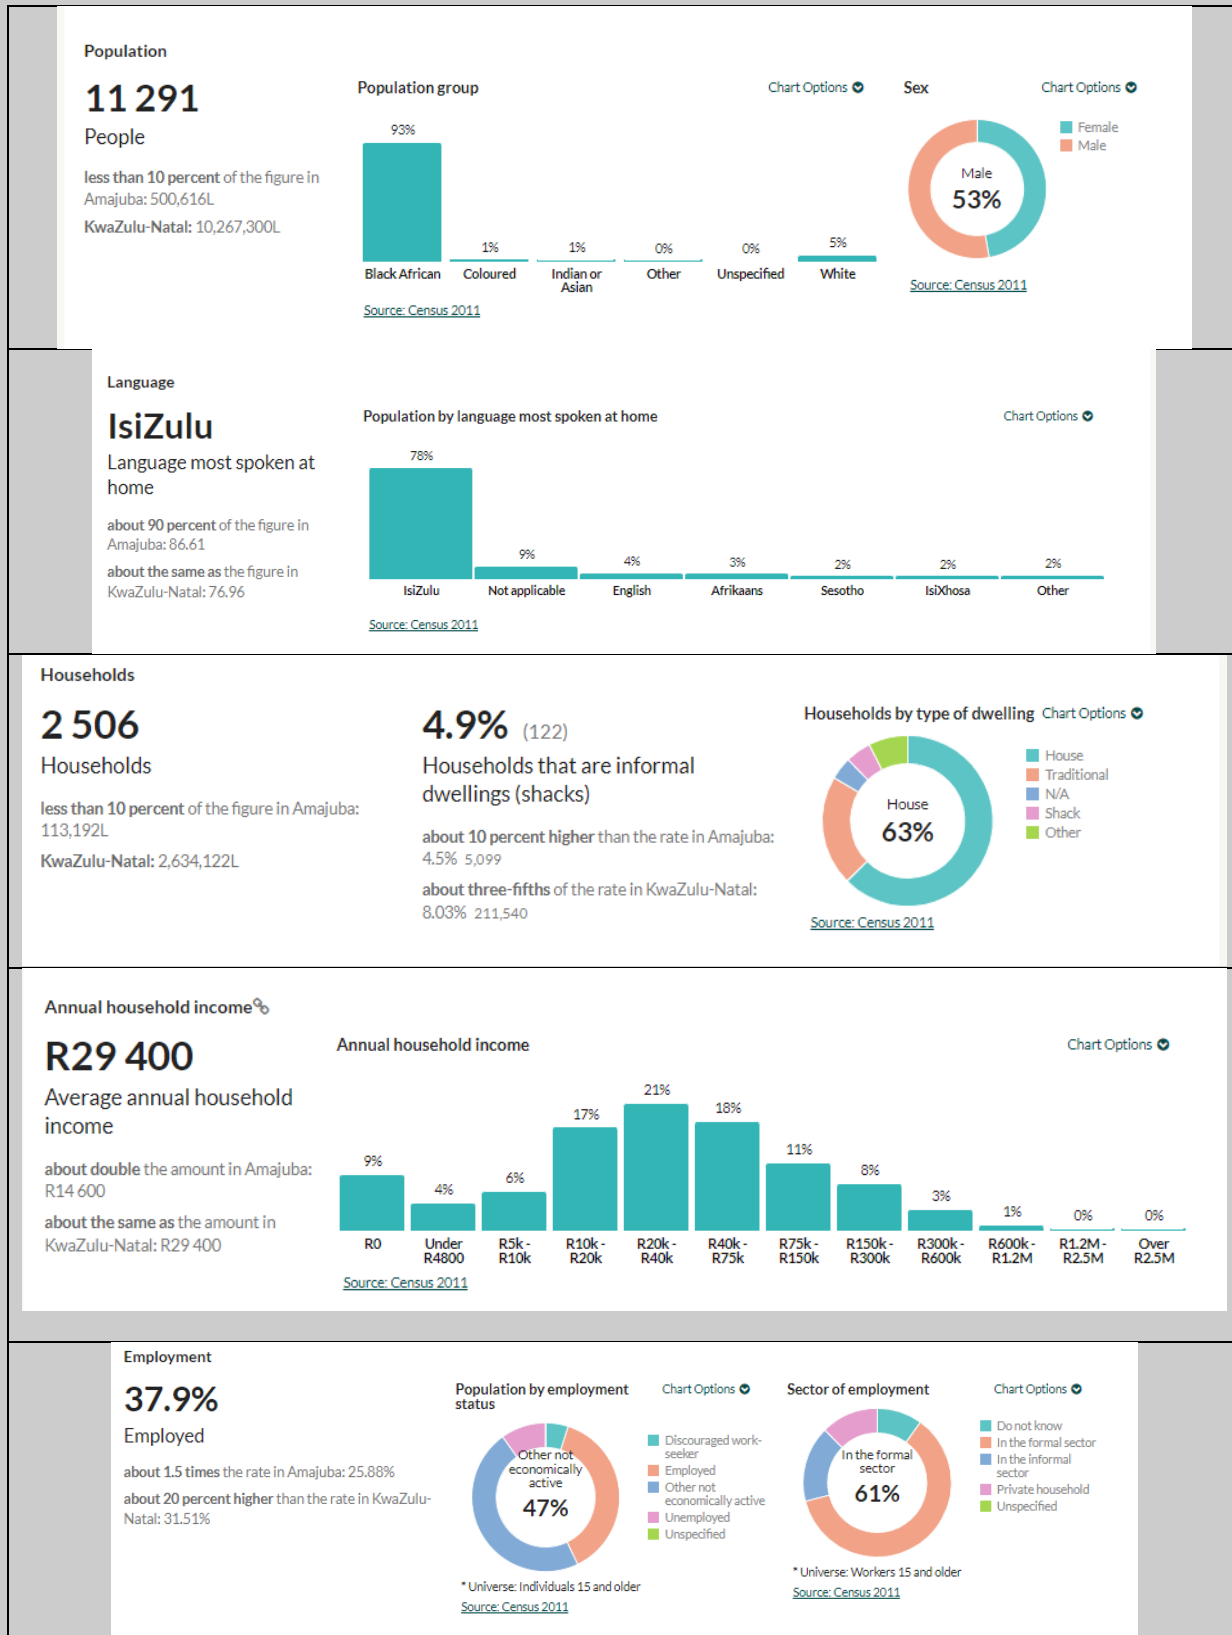 Population
11 291
People
less than 10 percent of the figure in
Amajuba: 500,616L
KwaZulu-Natal: 10,267,300L
Population group
Chart Options
93%
1%
1%
0%
0%
5%
Black African
Coloured
Indian or
Asian
Other
Unspecified
White
Source: Census 2011
Sex
Chart Options
Male
53%
Female
Male
Source: Census 2011
Language
IsiZulu
Language most spoken at
home
about 90 percent of the figure in
Amajuba: 86.61
about the same as the figure in
KwaZulu-Natal: 76.96
Population by language most spoken at home
Chart Options
78%
9%
4%
3%
2%
2%
2%
IsiZulu
Not applicable
English
Afrikaans
Sesotho
IsiXhosa
Other
Source: Census 2011
Households
2 506
Households
less than 10 percent of the figure in Amajuba:
113,192L
KwaZulu-Natal: 2,634,122L
4.9% (122)
Households that are informal
dwellings (shacks)
about 10 percent higher than the rate in Amajuba:
4.5% 5,099
about three-fifths of the rate in KwaZulu-Natal:
8.03% 211,540
Households by type of dwelling
Chart Options
House
63%
House
Traditional
N/A
Shack
Other
Source: Census 2011
Annual household income
R29 400
Average annual household
income
about double the amount in Amajuba:
R14 600
about the same as the amount in
KwaZulu-Natal: R29 400
Annual household income
Chart Options
9%
4%
6%
17%
21%
18%
11%
8%
3%
1%
0%
0%
R0
Under
R4800
R5k -
R10k
R10k -
R20k
R20k -
R40k
R40k -
R75k
R75k -
R150k
R150k -
R300k
R300k -
R600k
R600k -
R1.2M
R1.2M -
R2.5M
Over
R2.5M
Source: Census 2011
Employment
37.9%
Employed
about 1.5 times the rate in Amajuba: 25.88%
about 20 percent higher than the rate in KwaZulu-
Natal: 31.51%
Population by employment
status
Chart Options
Other not
economically
active
47%
Discouraged work-
seeker
Employed
Other not
economically active
Unemployed
Unspecified
* Universe: Individuals 15 and older
Source: Census 2011
Sector of employment
Chart Options
In the formal
sector
61%
Do not know
In the formal sector
In the informal
sector
Private household
Unspecified
* Universe: Workers 15 and older
Source: Census 2011